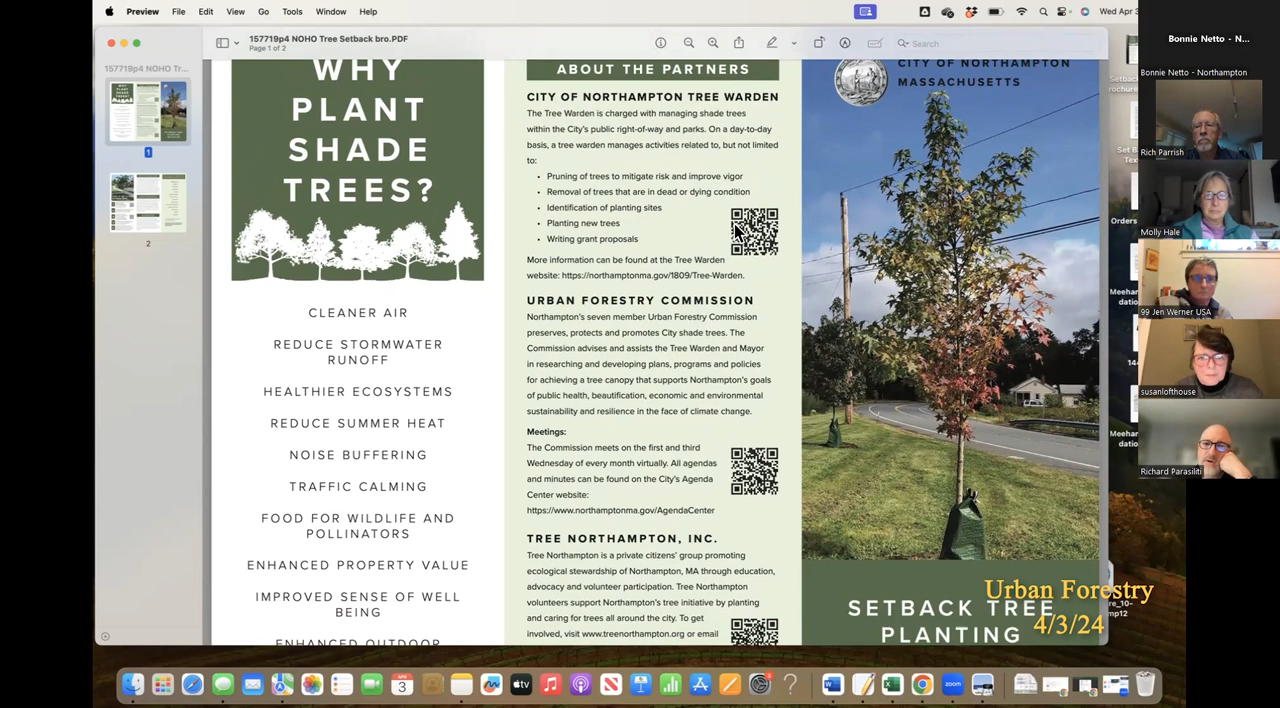 Preview File Edit View Go Tools Window Help
Wed Apr 3
157719p4 NOHO Tree Setback bro.PDF
Page 1 of 2
Search
157719p4 NOHO Tr...
1
2
WHY
PLANT
SHADE
TREES?
CLEANER AIR
REDUCE STORMWATER
RUNOFF
HEALTHIER ECOSYSTEMS
REDUCE SUMMER HEAT
NOISE BUFFERING
TRAFFIC CALMING
FOOD FOR WILDLIFE AND
POLLINATORS
ENHANCED PROPERTY VALUE
IMPROVED SENSE OF WELL
BEING
ENHANCED OUTDOOR
ABOUT THE PARTNERS
CITY OF NORTHAMPTON TREE WARDEN
The Tree Warden is charged with managing shade trees
within the City's public right-of-way and parks. On a day-to-day
basis, a tree warden manages activities related to, but not limited
to:
• Pruning of trees to mitigate risk and improve vigor
• Removal of trees that are in dead or dying condition
• Identification of planting sites
• Planting new trees
• Writing grant proposals
More information can be found at the Tree Warden
website: https://northamptonma.gov/1809/Tree-Warden.
URBAN FORESTRY COMMISSION
Northampton's seven member Urban Forestry Commission
preserves, protects and promotes City shade trees. The
Commission advises and assists the Tree Warden and Mayor
in researching and developing plans, programs and policies
for achieving a tree canopy that supports Northampton's goals
of public health, beautification, economic and environmental
sustainability and resilience in the face of climate change.
Meetings:
The Commission meets on the first and third
Wednesday of every month virtually. All agendas
and minutes can be found on the City's Agenda
Center website:
https://www.northamptonma.gov/AgendaCenter
TREE NORTHAMPTON, INC.
Tree Northampton is a private citizens' group promoting
ecological stewardship of Northampton, MA through education,
advocacy and volunteer participation. Tree Northampton
volunteers support Northampton's tree initiative by planting
and caring for trees all around the city. To get
involved, visit www.treenorthampton.org or email
CITY OF NORTHAMPTON
MASSACHUSETTS
SETBACK TREE
PLANTING
Urban Forestry
4/3/24
Bonnie Netto - N...
Bonnie Netto - Northampton
Rich Parrish
Molly Hale
99 Jen Werner USA
susanlofthouse
Richard Parasiliti
APR
3
tv
zoom